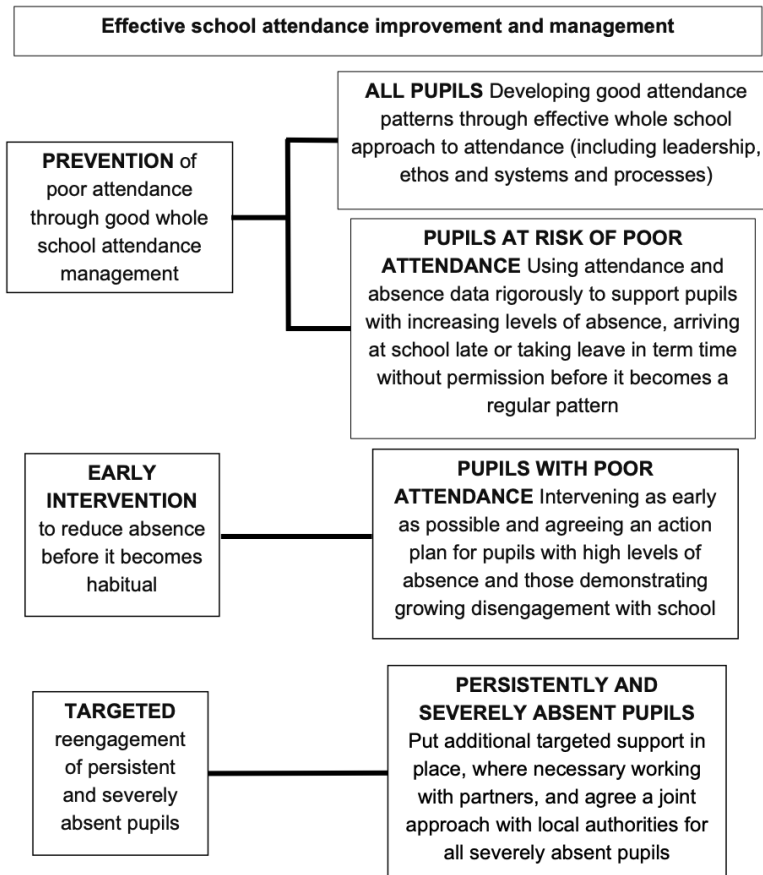 Effective school attendance improvement and management
PREVENTION of
poor attendance
through good whole
school attendance
management
ALL PUPILS Developing good attendance
patterns through effective whole school
approach to attendance (including leadership,
ethos and systems and processes)
PUPILS AT RISK OF POOR
ATTENDANCE Using attendance and
absence data rigorously to support pupils
with increasing levels of absence, arriving
at school late or taking leave in term time
without permission before it becomes a
regular pattern
EARLY
INTERVENTION
to reduce absence
before it becomes
habitual
PUPILS WITH POOR
ATTENDANCE Intervening as early
as possible and agreeing an action
plan for pupils with high levels of
absence and those demonstrating
growing disengagement with school
TARGETED
reengagement
of persistent
and severely
absent pupils
PERSISTENTLY AND
SEVERELY ABSENT PUPILS
Put additional targeted support in
place, where necessary working
with partners, and agree a joint
approach with local authorities for
all severely absent pupils